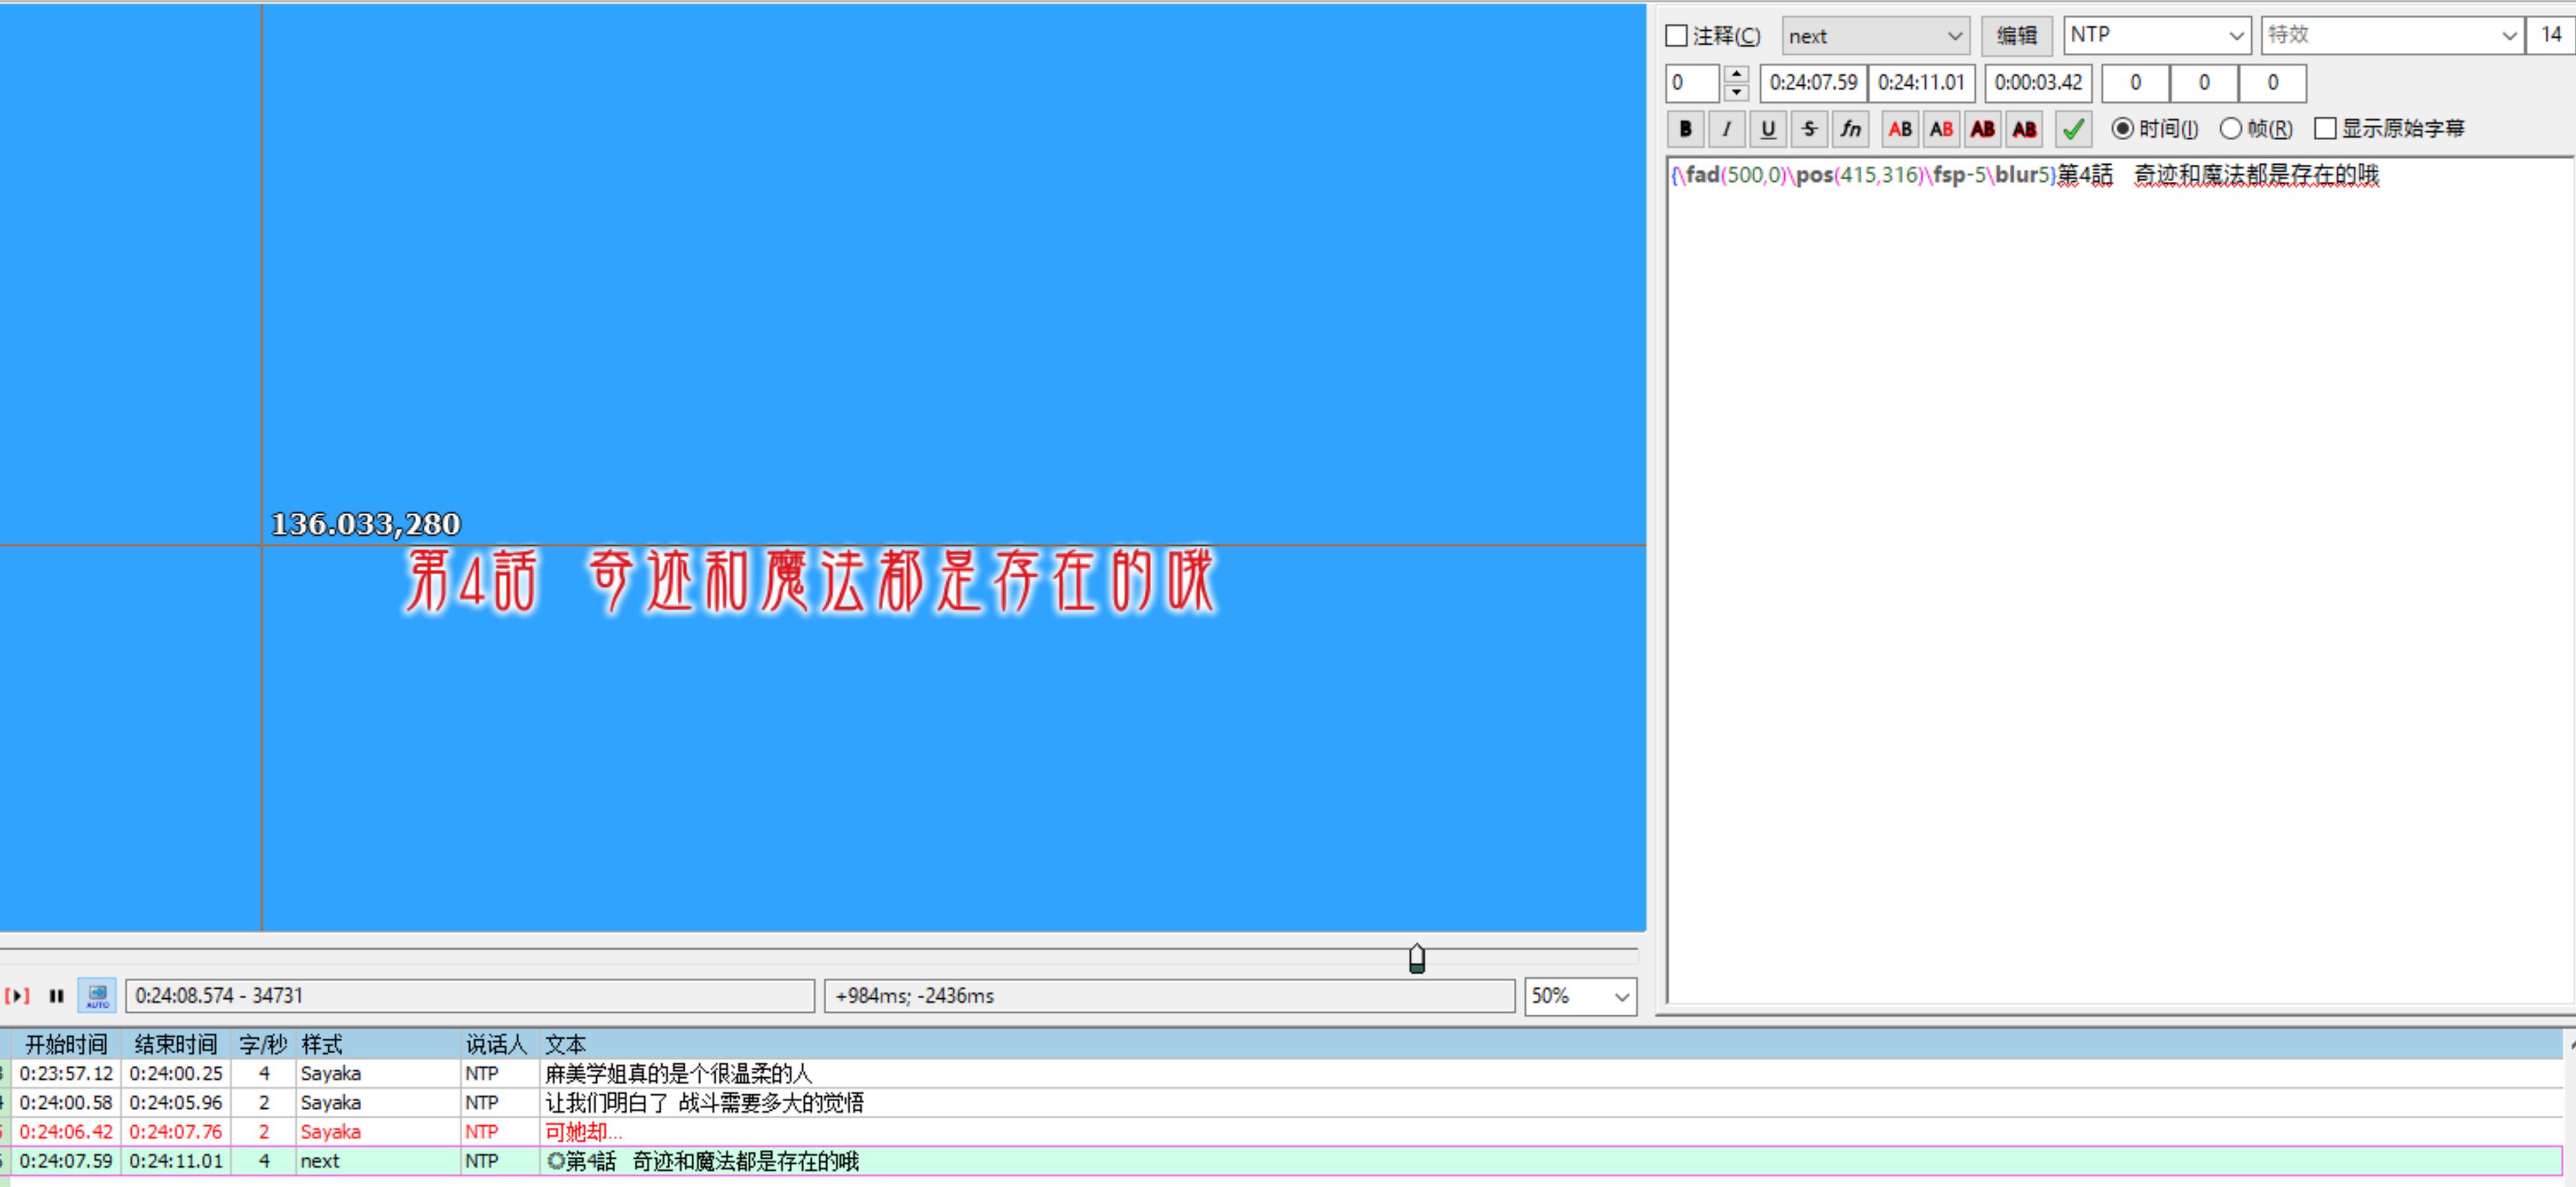 注释(C) next 编辑 NTP 特效 14
0 0:24:07.59 0:24:11.01 0:00:03.42 0 0 0
B I U S fn AB AB AB AB 时间(I) 帧(R) 显示原始字幕
{\fad(500,0)\pos(415,316)\fsp-5\blur5}第4話　奇迹和魔法都是存在的哦
136.033,280
第4話　奇迹和魔法都是存在的哦
AUTO 0:24:08.574 - 34731 +984ms; -2436ms 50%
开始时间 结束时间 字/秒 样式 说话人 文本
0:23:57.12 0:24:00.25 4 Sayaka NTP 麻美学姐真的是个很温柔的人
0:24:00.58 0:24:05.96 2 Sayaka NTP 让我们明白了 战斗需要多大的觉悟
0:24:06.42 0:24:07.76 2 Sayaka NTP 可她却...
0:24:07.59 0:24:11.01 4 next NTP 第4話　奇迹和魔法都是存在的哦